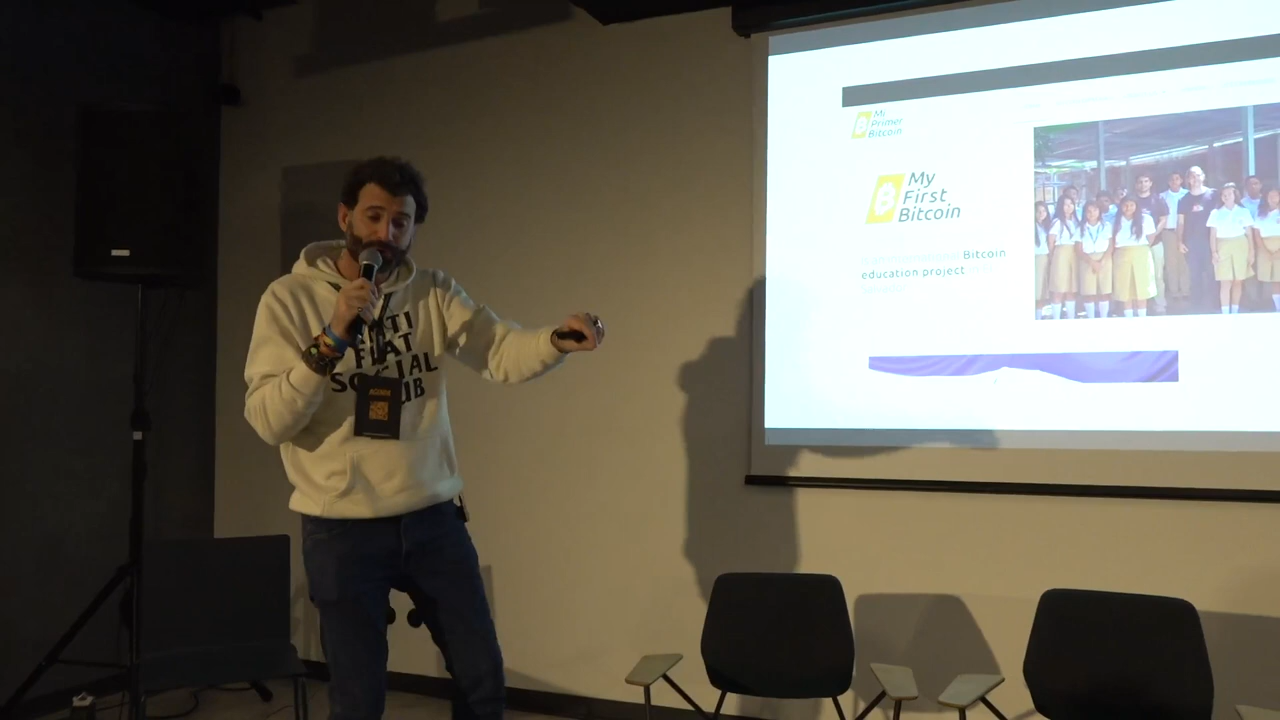 Mi
Primer
Bitcoin
My
First
Bitcoin
Bitcoin
education project
ANTI
FIAT
SOCIAL
CLUB